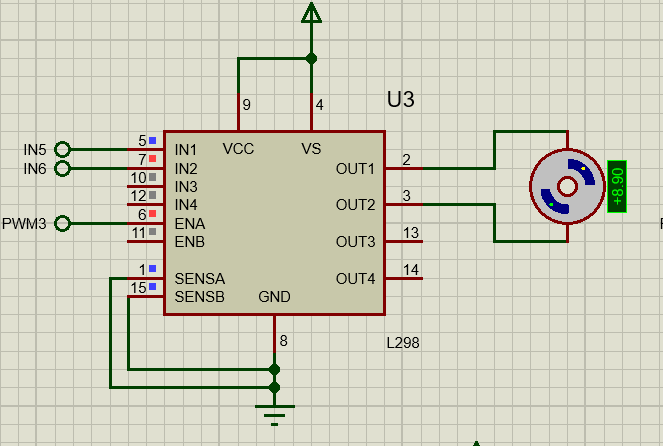 U3
9
4
IN5
5
IN1
VCC
VS
IN6
7
IN2
OUT1
2
10
IN3
12
IN4
OUT2
3
PWM3
6
ENA
11
ENB
OUT3
13
1
SENSA
OUT4
14
15
SENSB
GND
8
L298
+8.90